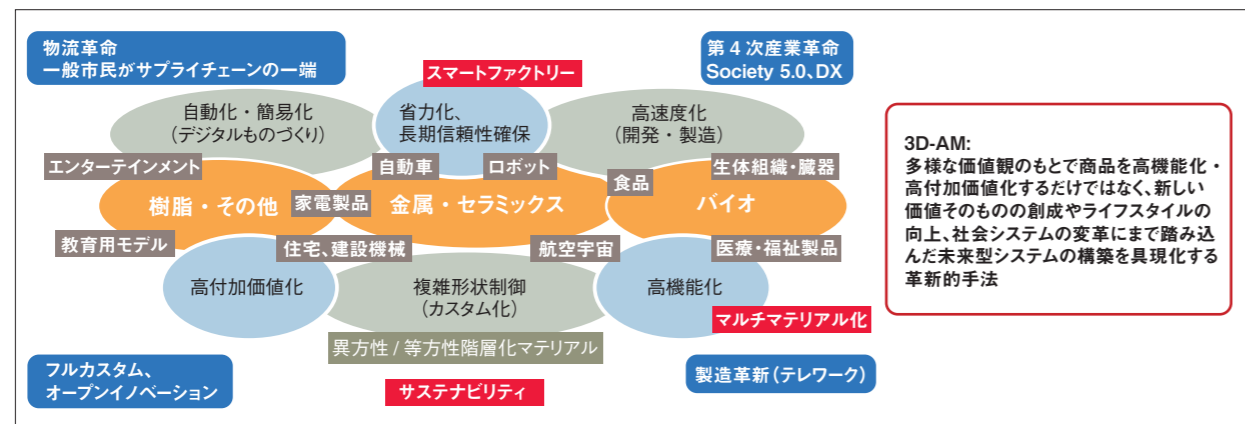 物流革命
一般市民がサプライチェーンの一端
第4次産業革命
Society 5.0、DX
スマートファクトリー
自動化・簡易化
(デジタルものづくり)
省力化、
長期信頼性確保
高速度化
(開発・製造)
エンターテインメント
自動車
ロボット
食品
生体組織・臓器
樹脂・その他
家電製品
金属・セラミックス
バイオ
教育用モデル
住宅、建設機械
航空宇宙
医療・福祉製品
高付加価値化
複雑形状制御
(カスタム化)
高機能化
マルチマテリアル化
異方性 / 等方性階層化マテリアル
フルカスタム、
オープンイノベーション
サステナビリティ
製造革新(テレワーク)
3D-AM:
多様な価値観のもとで商品を高機能化・
高付加価値化するだけではなく、新しい
価値そのものの創成やライフスタイルの
向上、社会システムの変革にまで踏み込
んだ未来型システムの構築を具現化する
革新的手法